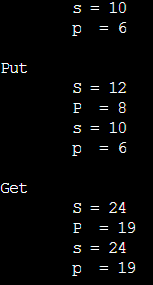 s = 10
p  = 6
Put
S = 12
P  = 8
s = 10
p  = 6
Get
S = 24
P  = 19
s = 24
p  = 19